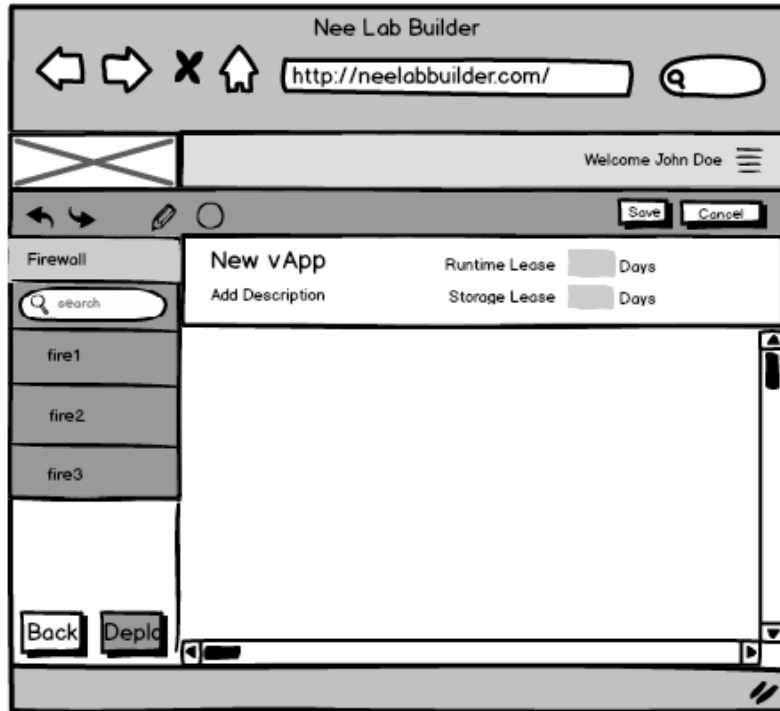 Nee Lab Builder
http://neelabbuilder.com/
Welcome John Doe
Save Cancel
Firewall
search
fire1
fire2
fire3
New vApp
Add Description
Runtime Lease Days
Storage Lease Days
Back Deplo